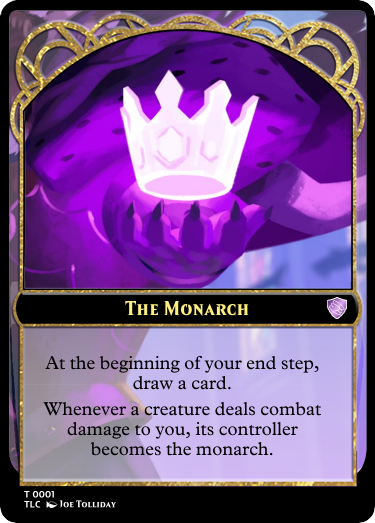 The Monarch
At the beginning of your end step,
draw a card.
Whenever a creature deals combat
damage to you, its controller
becomes the monarch.
T 0001
TLC Joe Tolliday